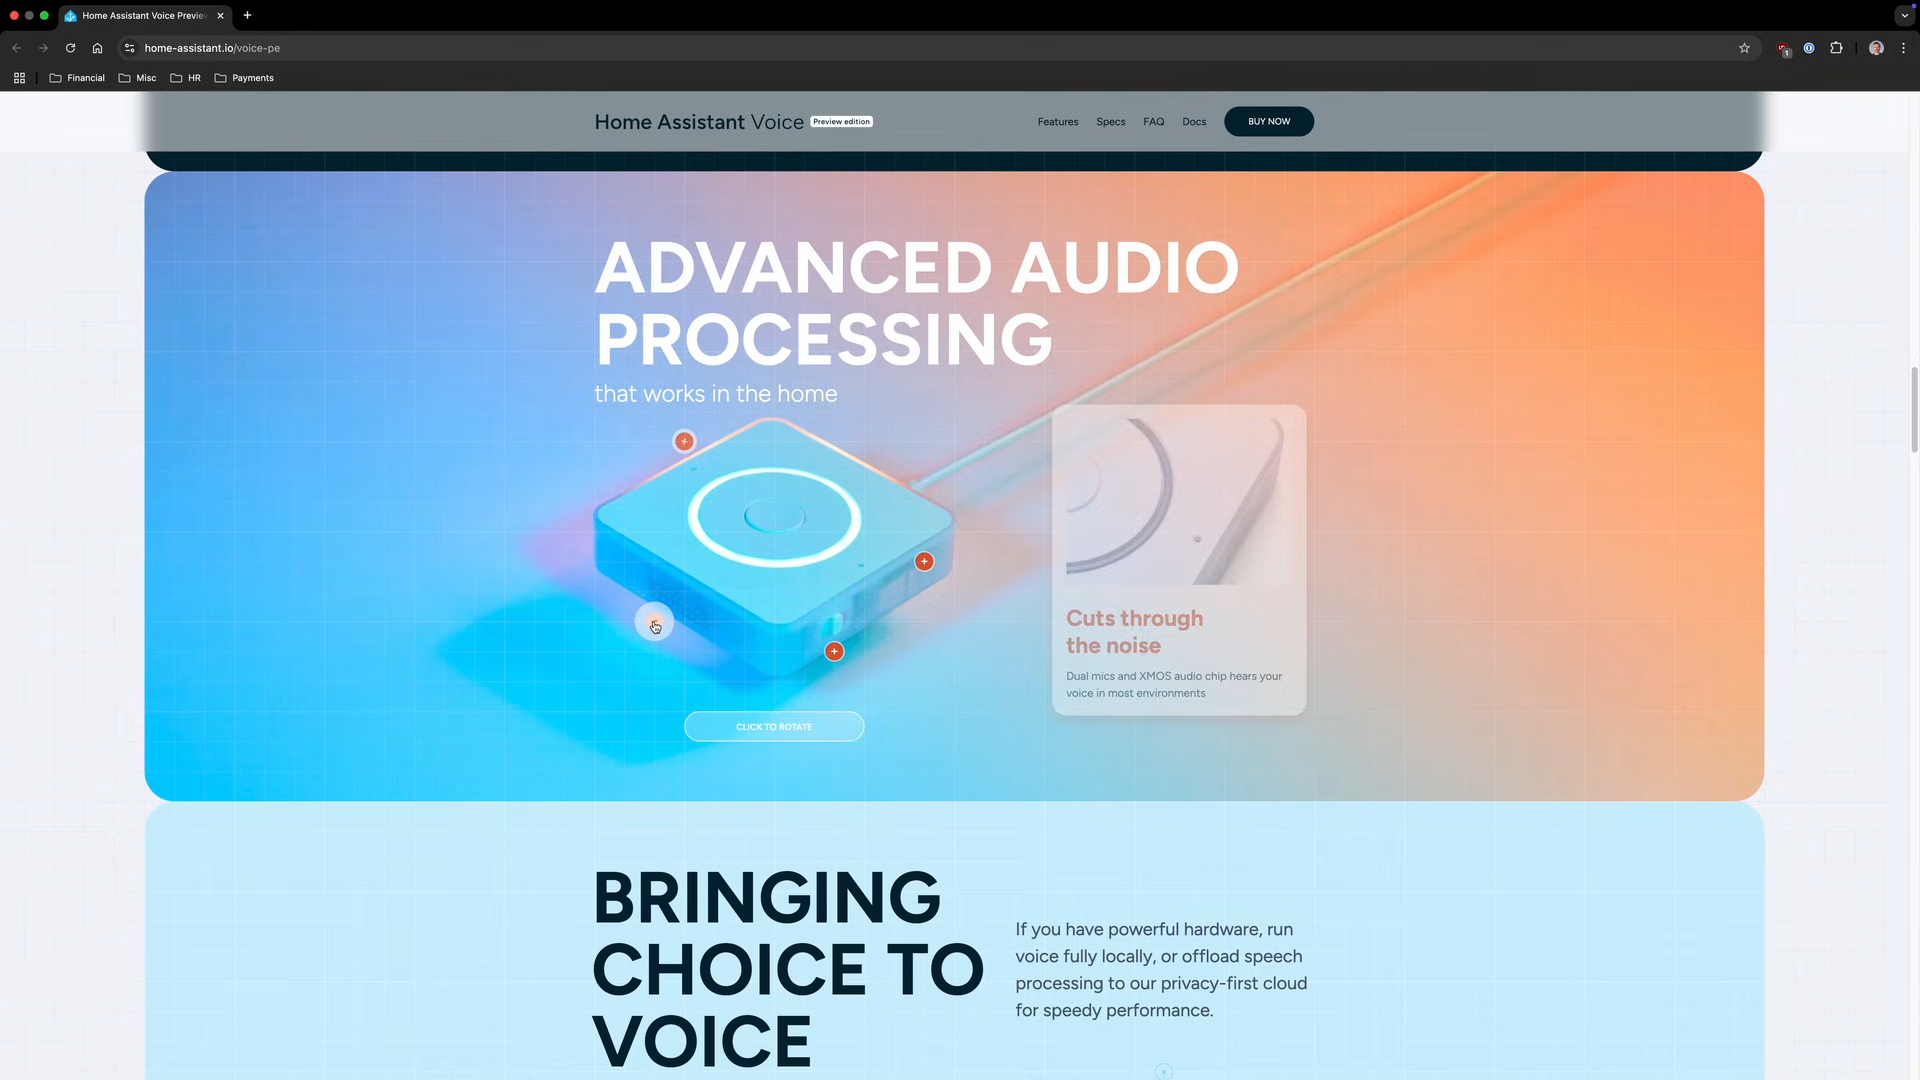 Home Assistant Voice Preview
home-assistant.io/voice-pe
1
Financial
Misc
HR
Payments
Home Assistant Voice Preview edition
Features
Specs
FAQ
Docs
BUY NOW
ADVANCED AUDIO
PROCESSING
that works in the home
Cuts through
the noise
Dual mics and XMOS audio chip hears your
voice in most environments
CLICK TO ROTATE
BRINGING
CHOICE TO
VOICE
If you have powerful hardware, run
voice fully locally, or offload speech
processing to our privacy-first cloud
for speedy performance.